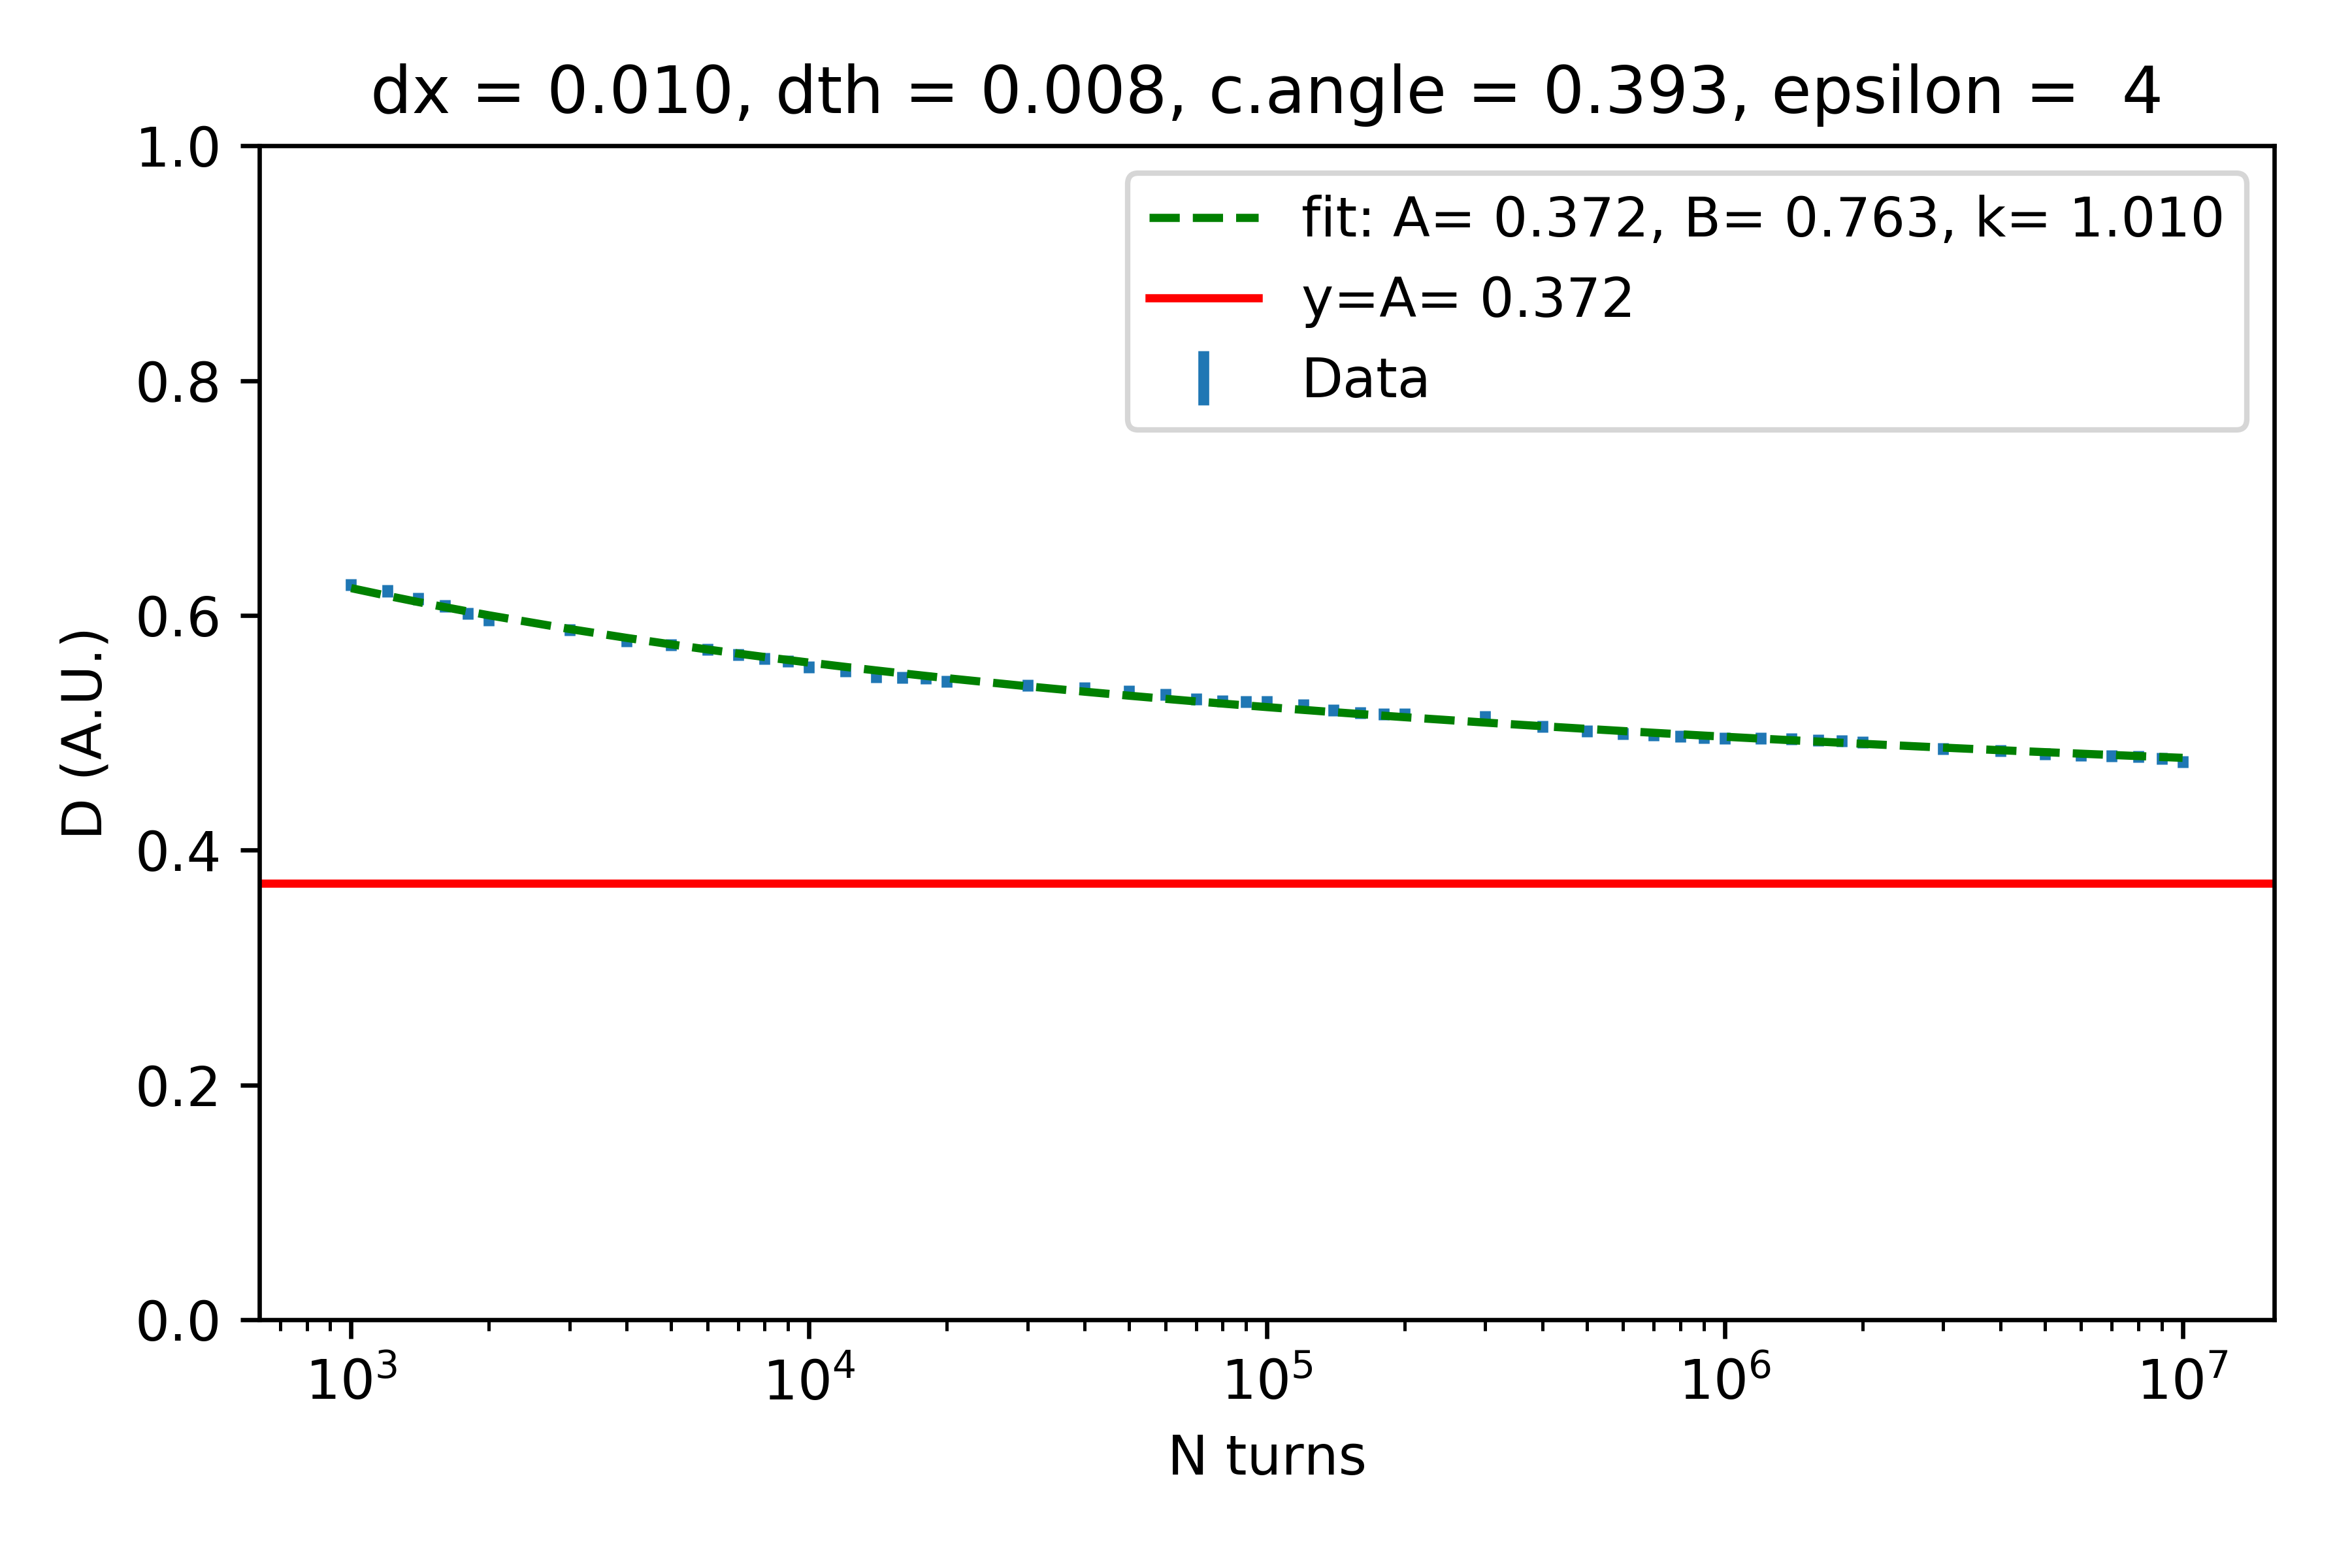 dx = 0.010, dth = 0.008, c.angle = 0.393, epsilon =  4
1.0
0.8
0.6
0.4
0.2
0.0
D (A.U.)
fit: A= 0.372, B= 0.763, k= 1.010
y=A= 0.372
Data
10³ 10⁴ 10⁵ 10⁶ 10⁷
N turns